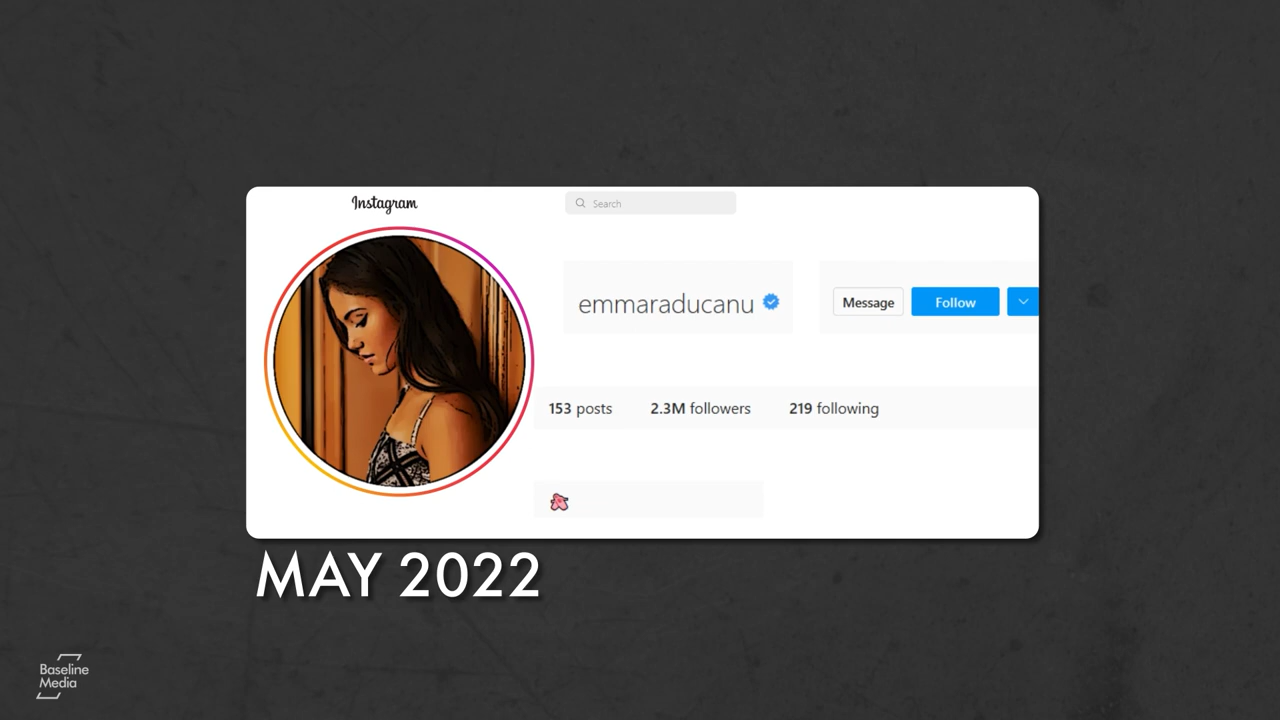 Instagram
Search
emmaraducanu
Message
Follow
153 posts 2.3M followers 219 following
MAY 2022
Baseline
Media